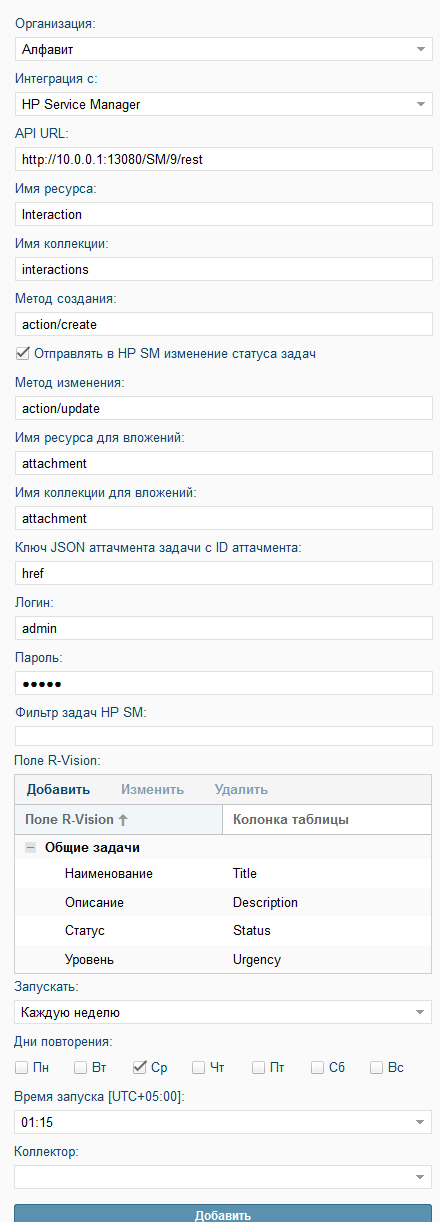 Организация:
Алфавит
Интеграция с:
HP Service Manager
API URL:
http://10.0.0.1:13080/SM/9/rest
Имя ресурса:
Interaction
Имя коллекции:
interactions
Метод создания:
action/create
Отправлять в HP SM изменение статуса задач
Метод изменения:
action/update
Имя ресурса для вложений:
attachment
Имя коллекции для вложений:
attachment
Ключ JSON аттачмента задачи с ID аттачмента:
href
Логин:
admin
Пароль:
●●●●●
Фильтр задач HP SM:
Поле R-Vision:
Добавить Изменить Удалить
Поле R-Vision ↑ Колонка таблицы
Общие задачи
Наименование Title
Описание Description
Статус Status
Уровень Urgency
Запускать:
Каждую неделю
Дни повторения:
Пн Вт Ср Чт Пт Сб Вс
Время запуска [UTC+05:00]:
01:15
Коллектор:
Добавить